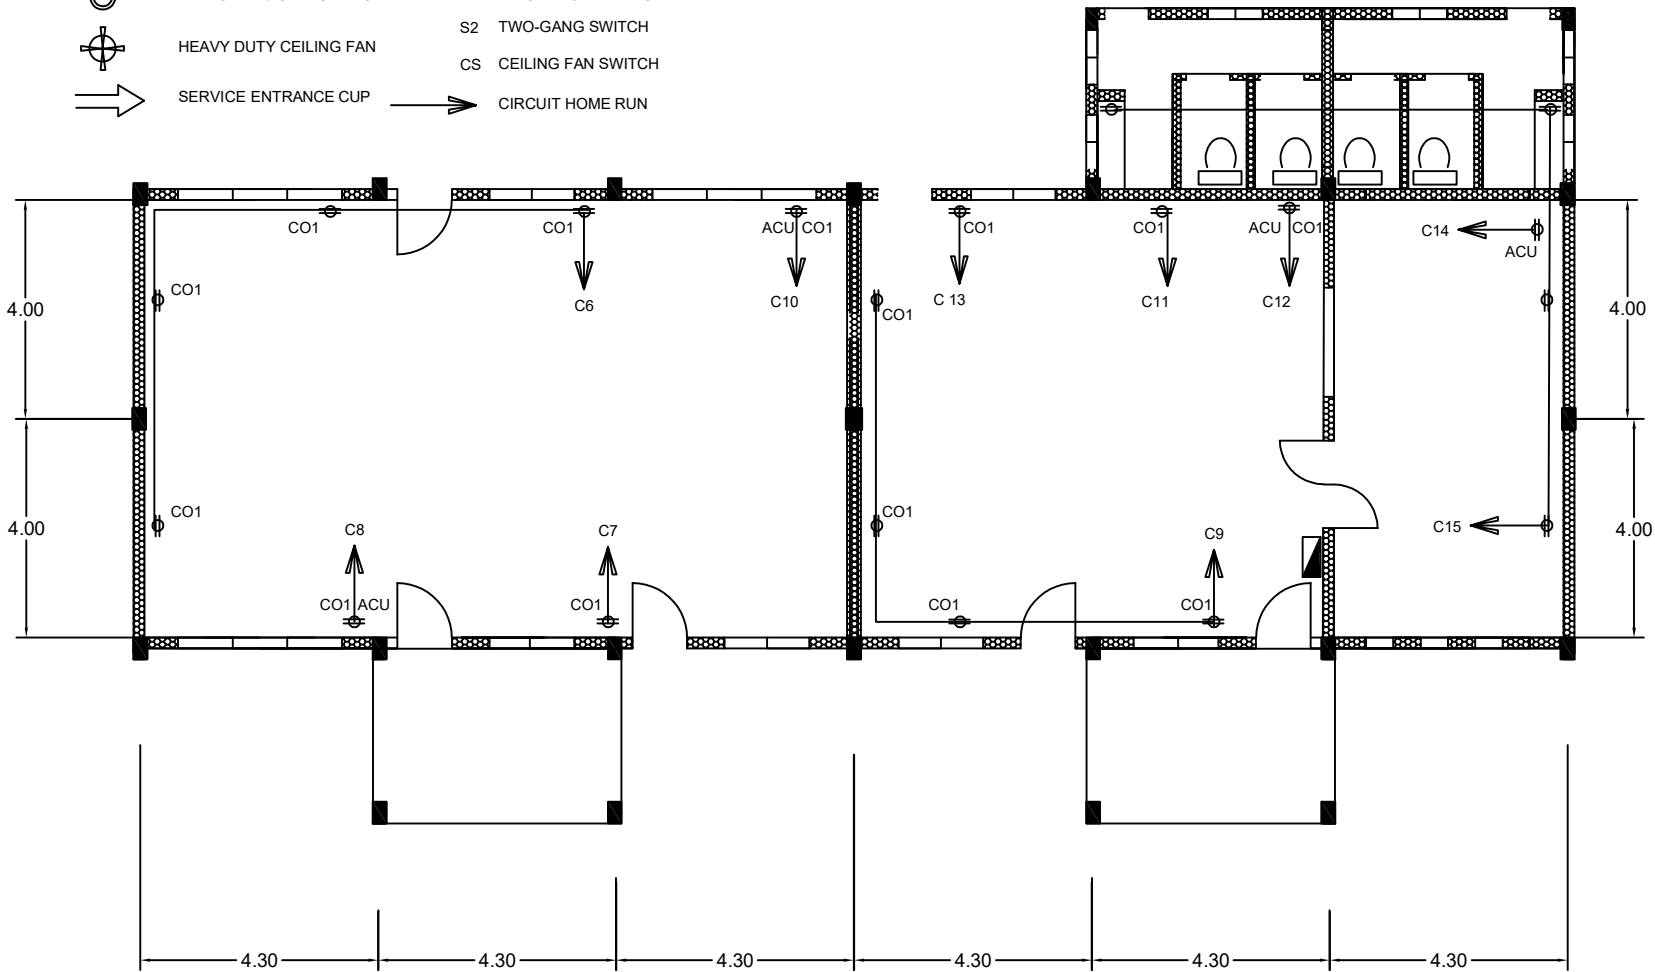 S2 TWO-GANG SWITCH
HEAVY DUTY CEILING FAN
CS CEILING FAN SWITCH
SERVICE ENTRANCE CUP
CIRCUIT HOME RUN
CO1 CO1 ACU CO1 CO1 CO1 ACU CO1
C14
ACU
CO1
C6 C10 C 13 C11 C12
4.00 4.00
CO1
CO1 CO1
4.00 C8 C7 C9 C15 4.00
CO1 ACU CO1 CO1 CO1
4.30 4.30 4.30 4.30 4.30 4.30